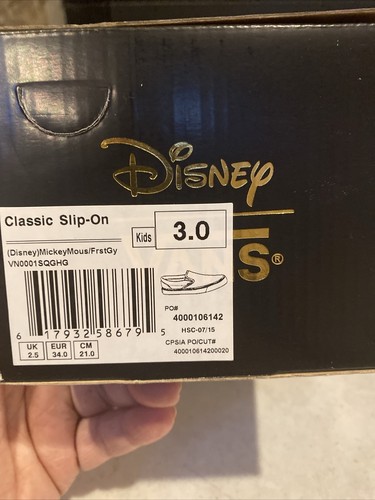 Disney
S®
Classic Slip-On
Kids 3.0
(Disney)MickeyMous/FrstGy
VN0001SQGHG
6 17932 58679 5
PO#
4000106142
HSC-07/15
CPSIA PO/CUT#
400010614200020
UK EUR CM
2.5 34.0 21.0